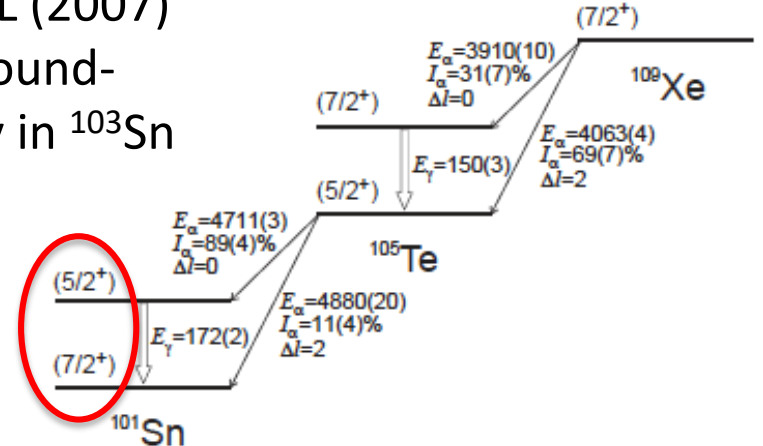 L (2007)
ound-
in ¹⁰³Sn
(7/2⁺)
Eα=3910(10)
Iα=31(7)%
Δl=0
¹⁰⁹Xe
(7/2⁺)
Eα=4063(4)
Iα=69(7)%
Δl=2
Eγ=150(3)
(5/2⁺)
Eα=4711(3)
Iα=89(4)%
Δl=0
¹⁰⁵Te
(5/2⁺)
Eα=4880(20)
Iα=11(4)%
Δl=2
Eγ=172(2)
(7/2⁺)
¹⁰¹Sn